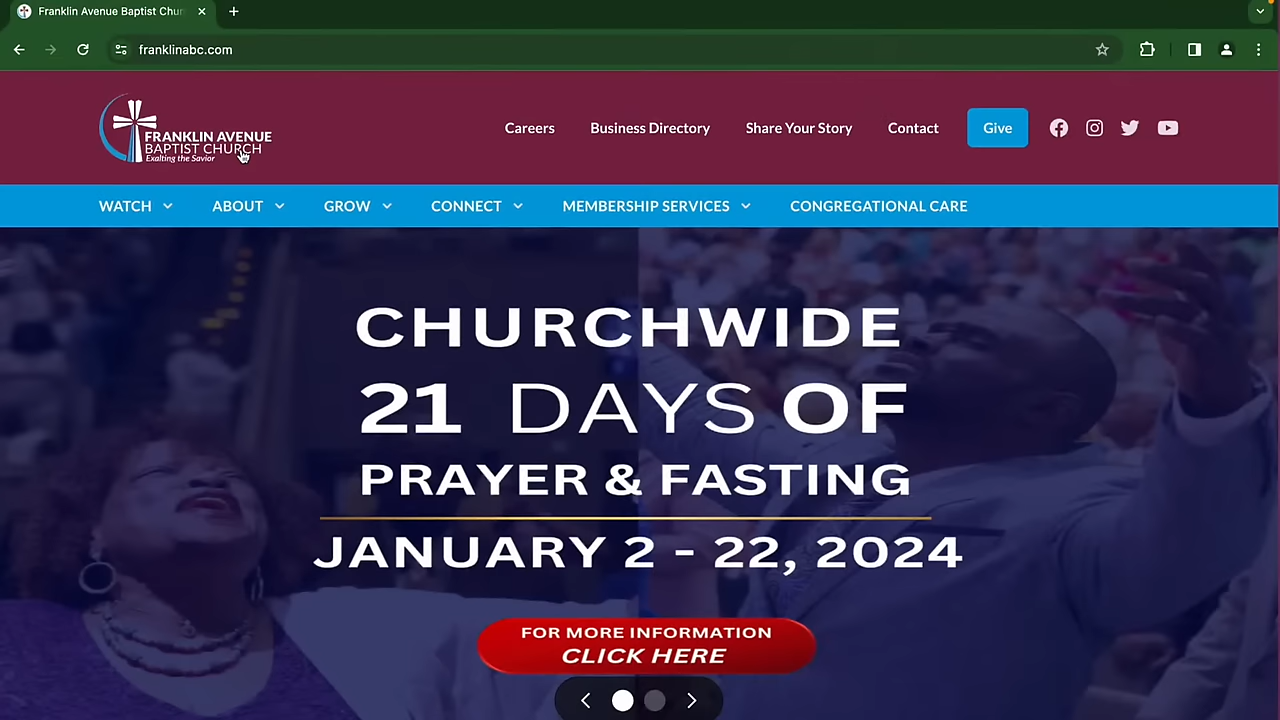 Franklin Avenue Baptist Chu
franklinabc.com
FRANKLIN AVENUE
BAPTIST CHURCH
Exalting the Savior
Careers
Business Directory
Share Your Story
Contact
Give
WATCH
ABOUT
GROW
CONNECT
MEMBERSHIP SERVICES
CONGREGATIONAL CARE
CHURCHWIDE
21 DAYS OF
PRAYER & FASTING
JANUARY 2 - 22, 2024
FOR MORE INFORMATION
CLICK HERE